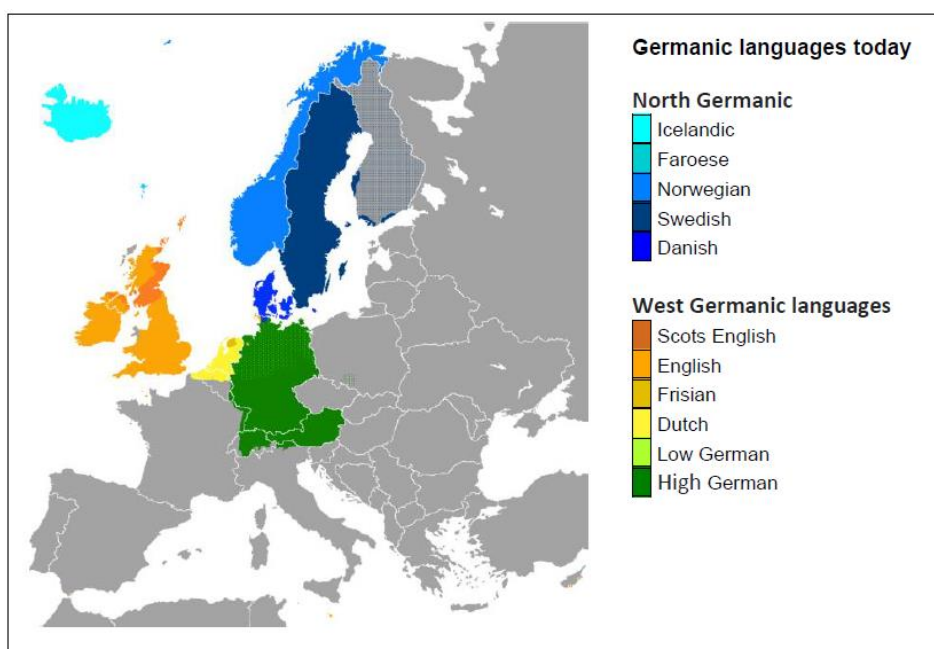 Germanic languages today
North Germanic
Icelandic
Faroese
Norwegian
Swedish
Danish
West Germanic languages
Scots English
English
Frisian
Dutch
Low German
High German